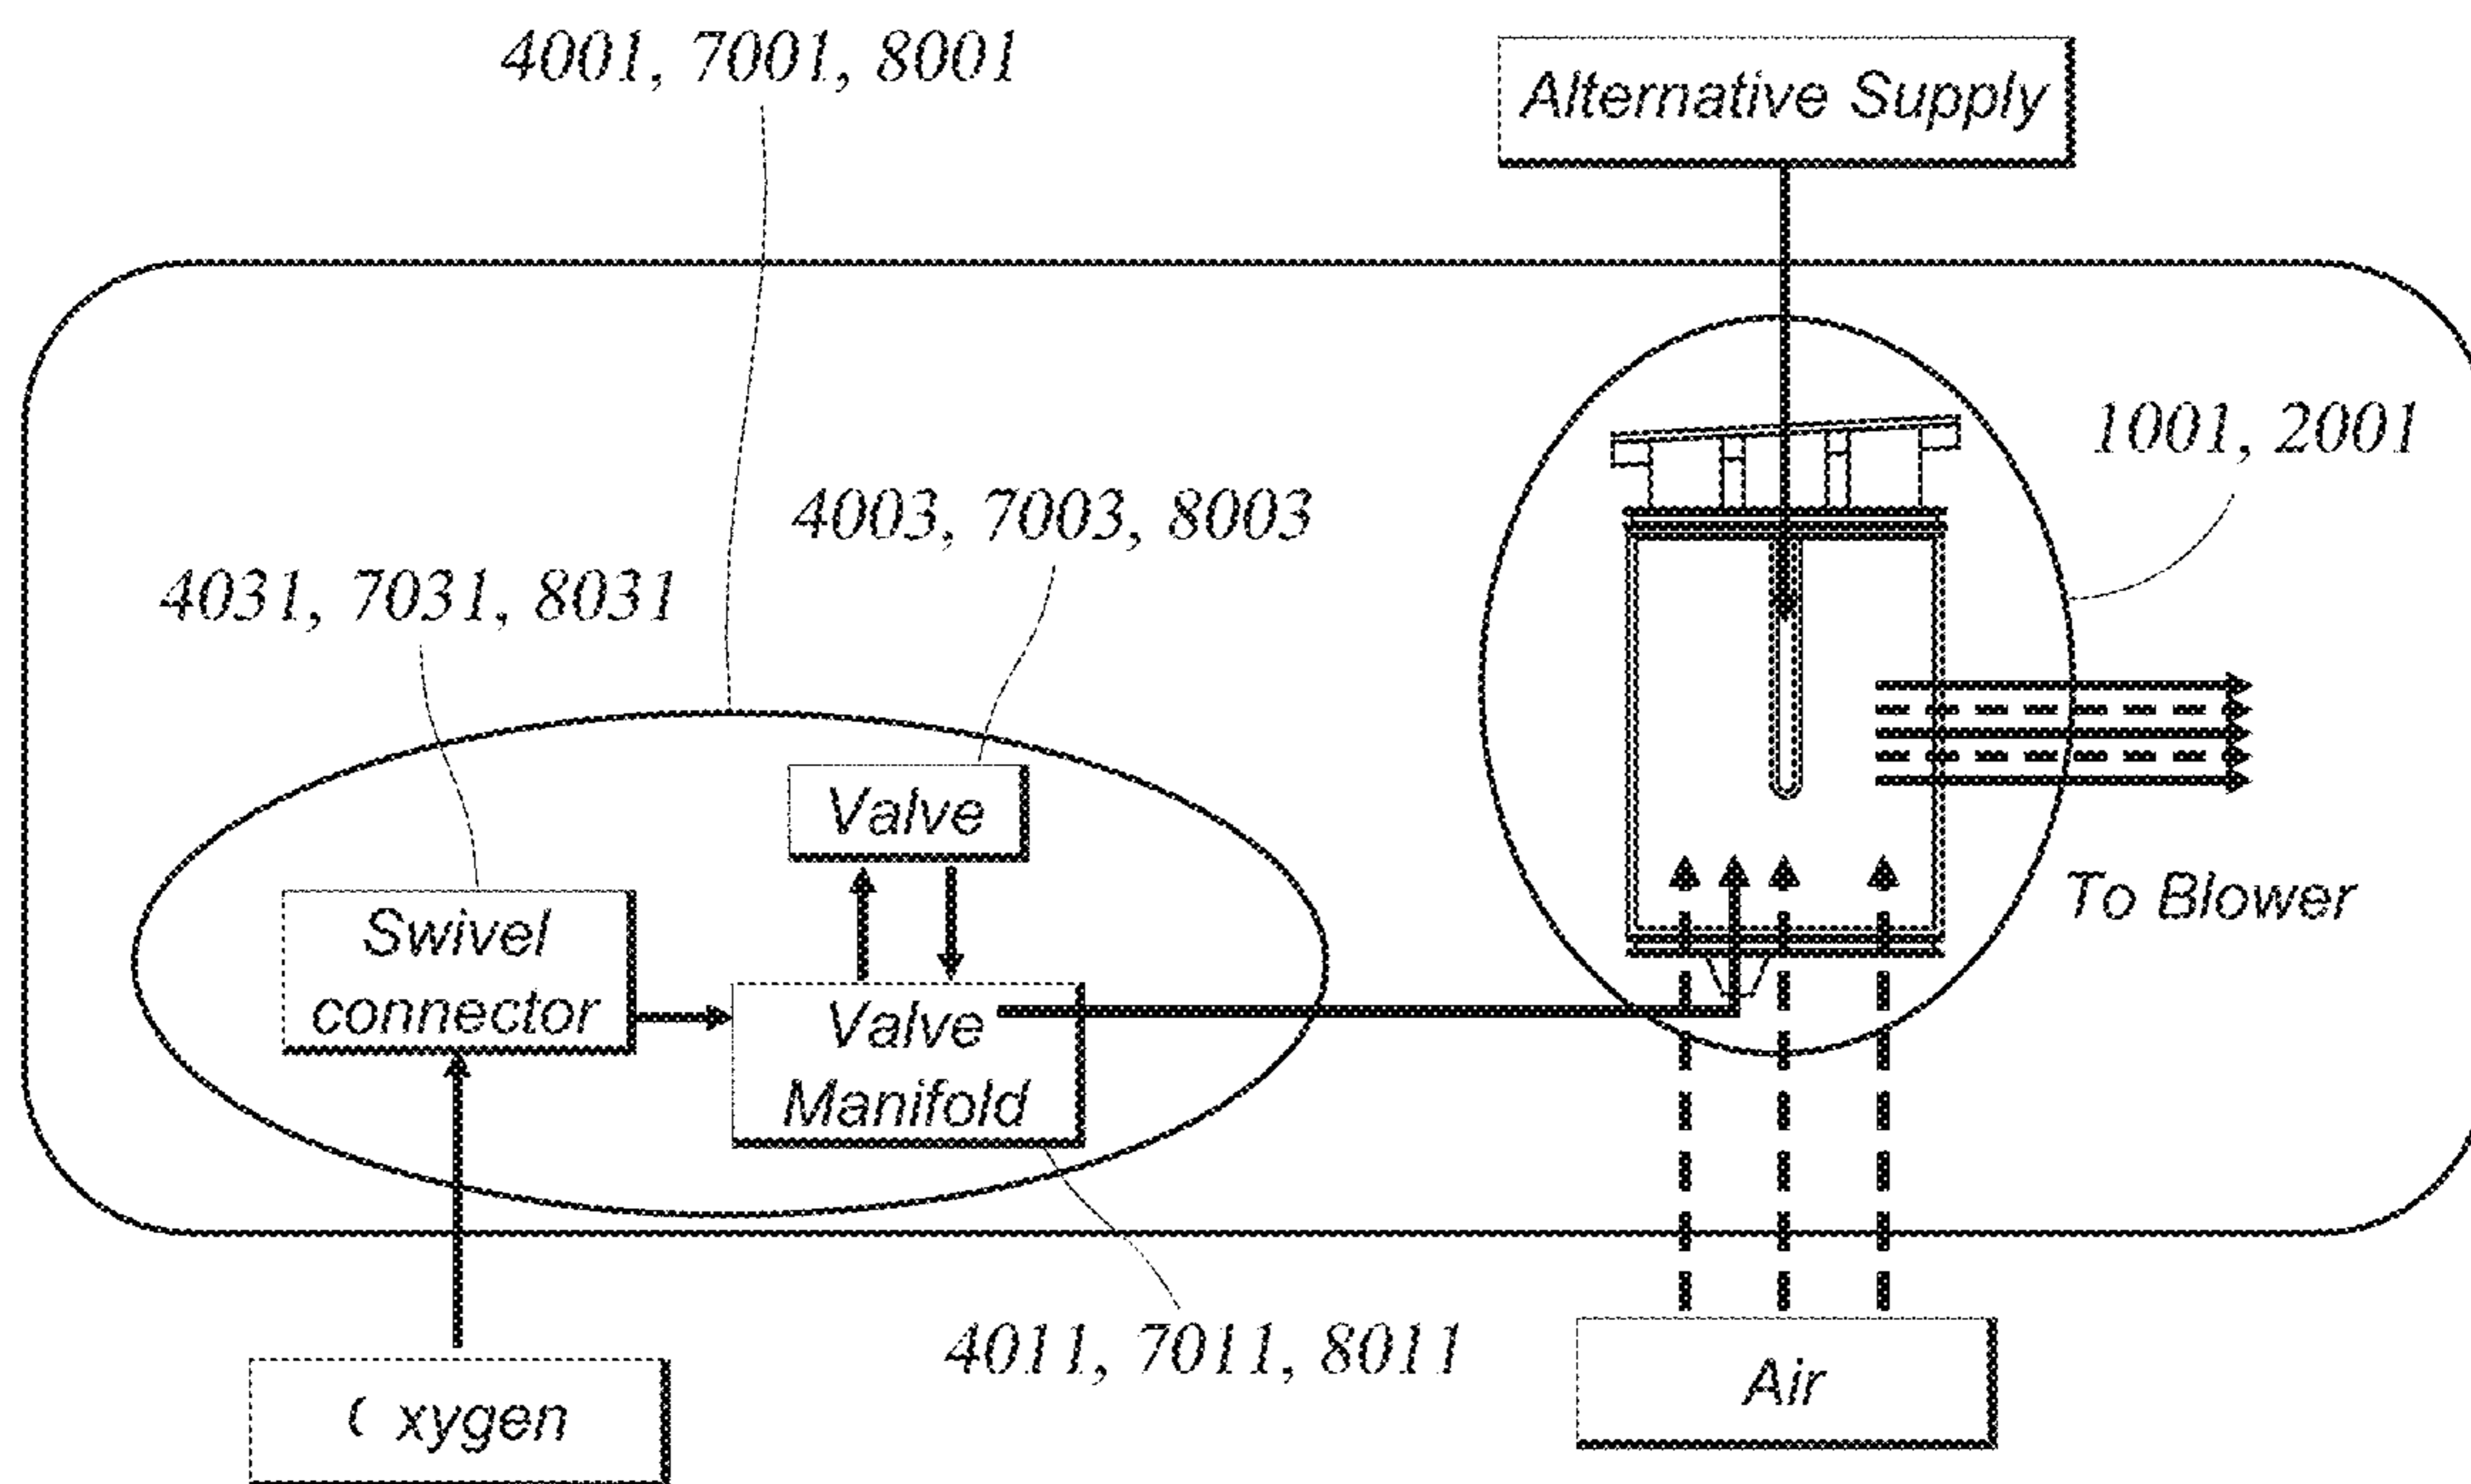 4001, 7001, 8001
Alternative Supply
1001, 2001
4003, 7003, 8003
4031, 7031, 8031
Valve
To Blower
Swivel
connector
Valve
Manifold
4011, 7011, 8011
Air
Oxygen